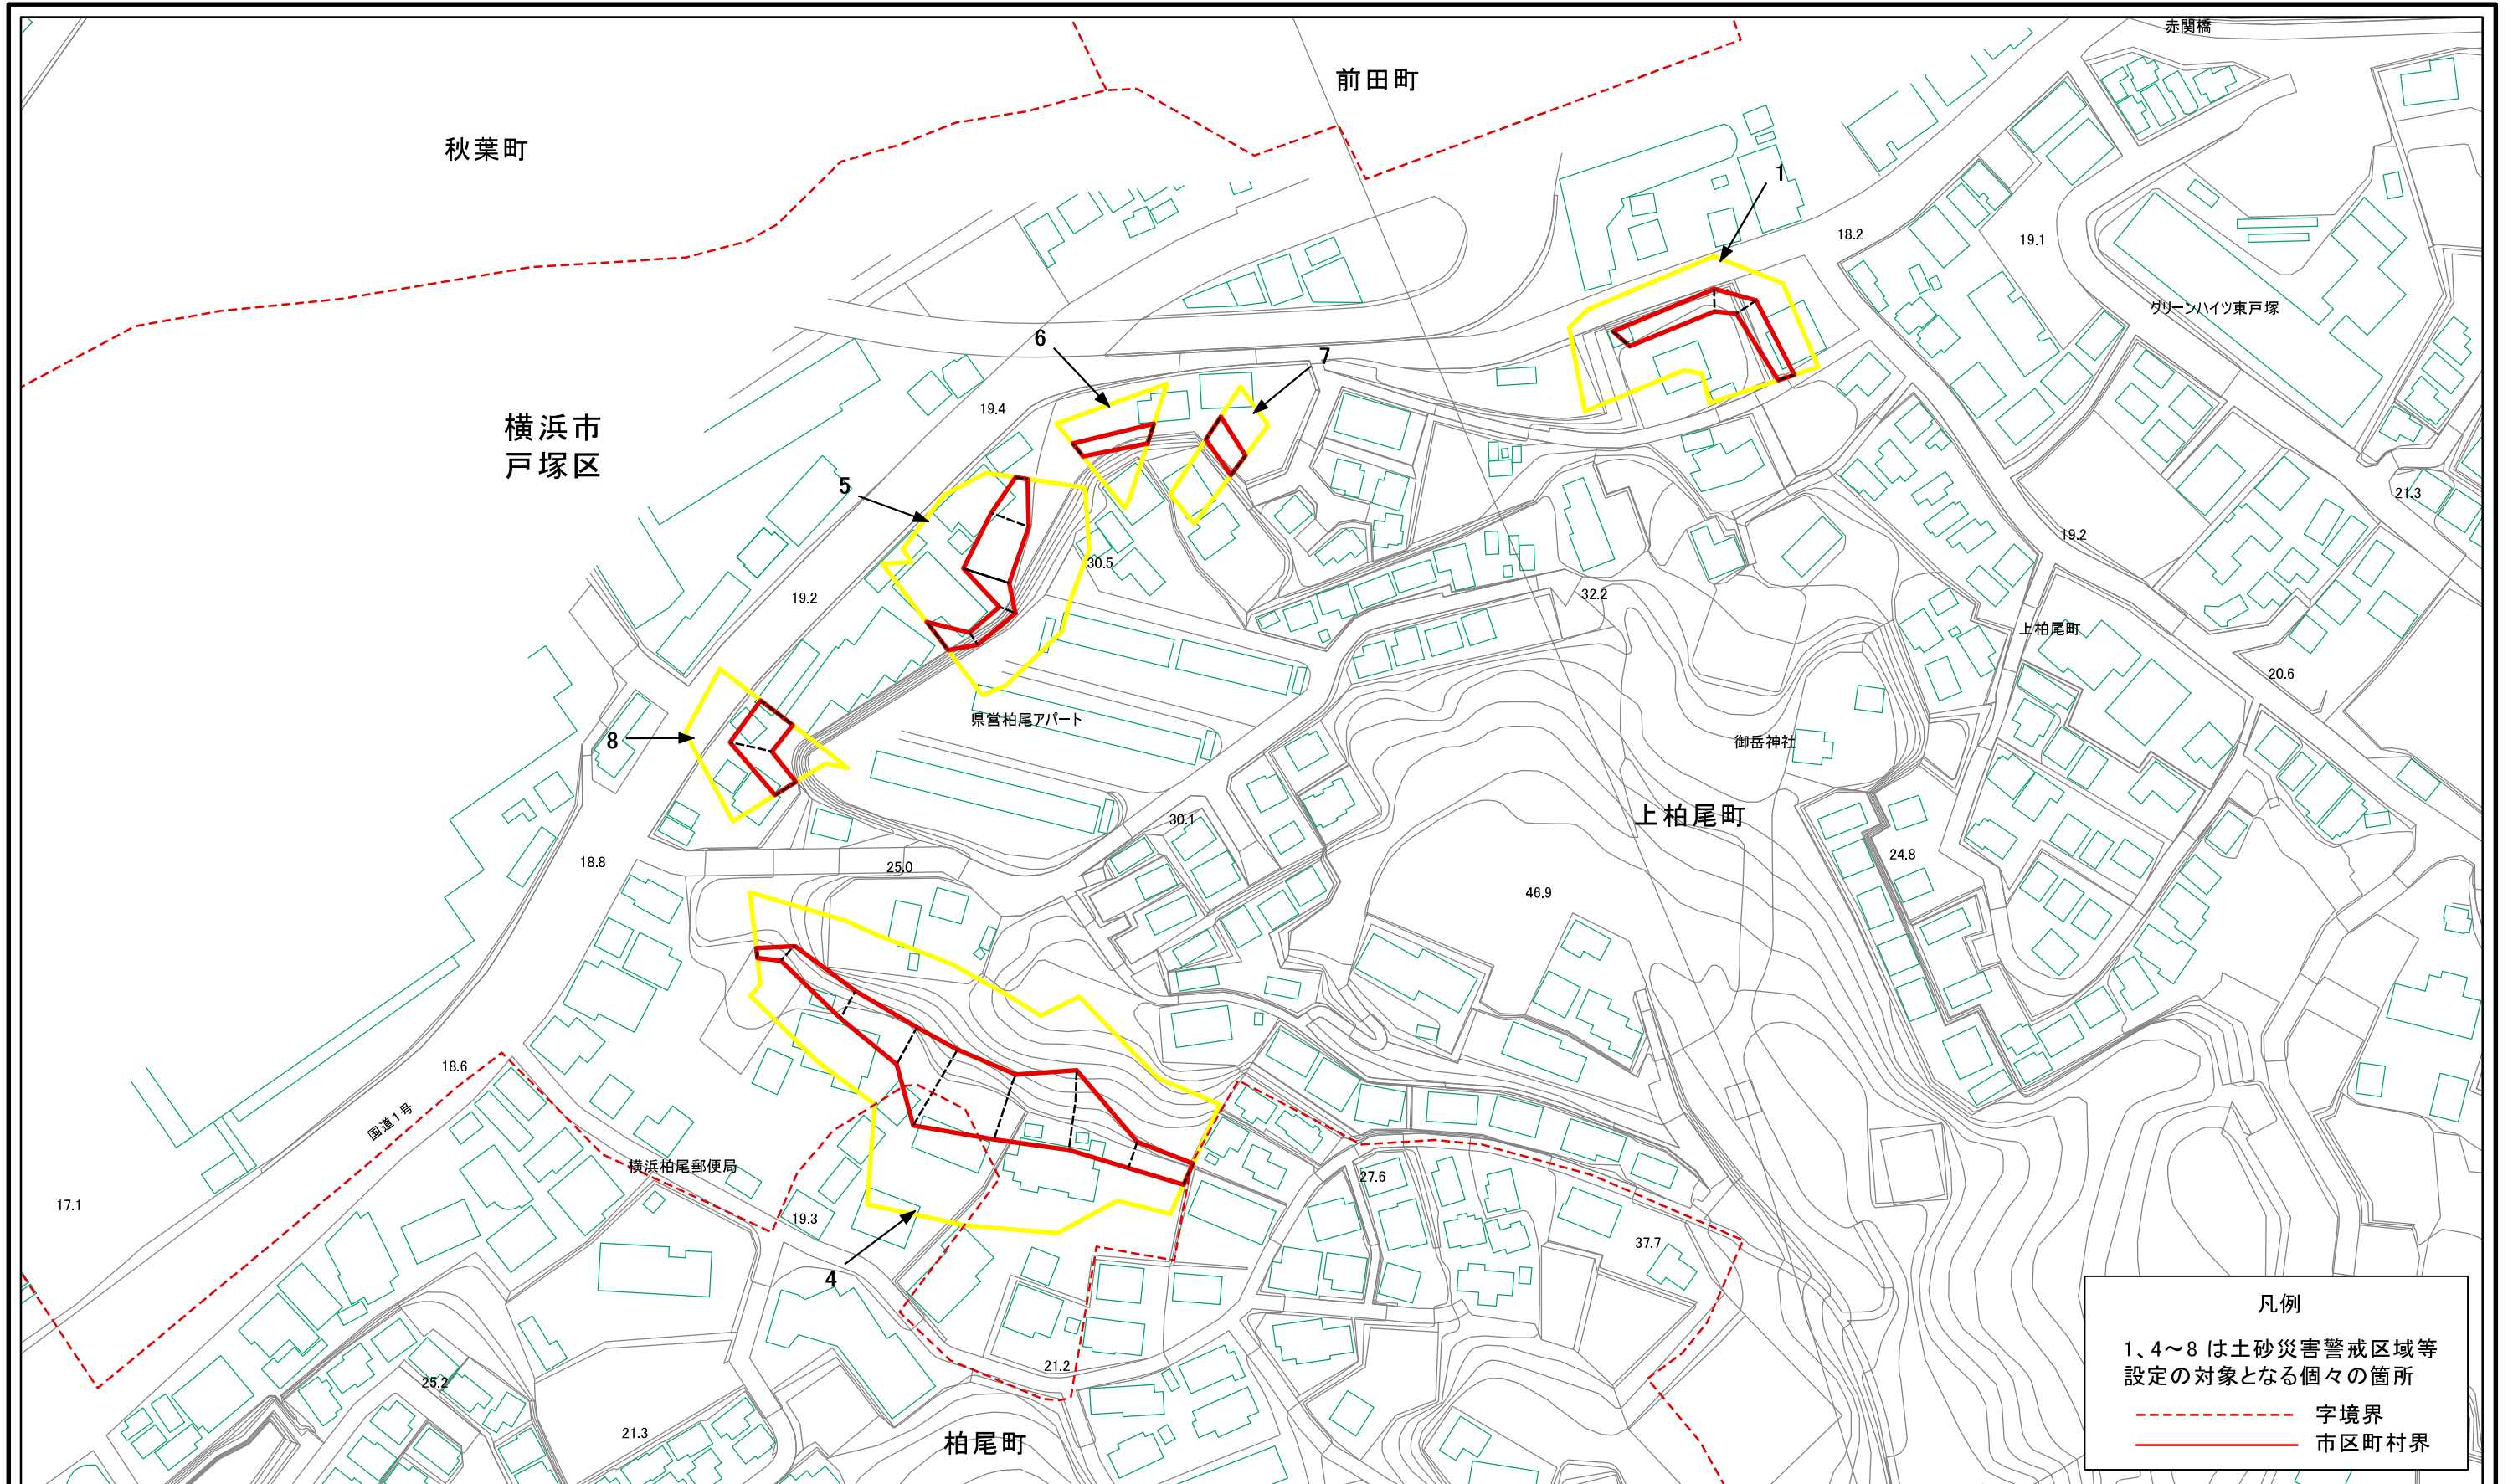 赤関橋
前田町
秋葉町
1
18.2
19.1
グリーンハイツ東戸塚
6
7
19.4
横浜市
戸塚区
5
21.3
19.2
30.5
19.2
32.2
上柏尾町
20.6
県営柏尾アパート
8
御岳神社
上柏尾町
30.1
18.8
25.0
24.8
46.9
18.6
国道1号
横浜柏尾郵便局
27.6
17.1
19.3
37.7
4
21.2
25.2
21.3
柏尾町
凡例
1、4～8 は土砂災害警戒区域等
設定の対象となる個々の箇所
字境界
市区町村界